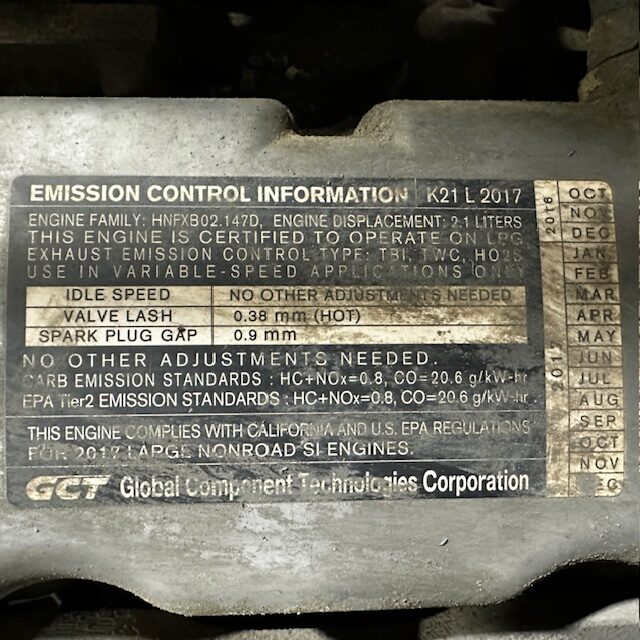 EMISSION CONTROL INFORMATION K21 L 2017
ENGINE FAMILY: HNFXB02.147D, ENGINE DISPLACEMENT: 2.1 LITERS
THIS ENGINE IS CERTIFIED TO OPERATE ON LPG
EXHAUST EMISSION CONTROL TYPE: TBI, TWC, HO2S
USE IN VARIABLE-SPEED APPLICATIONS ONLY
IDLE SPEED NO OTHER ADJUSTMENTS NEEDED
VALVE LASH 0.38 mm (HOT)
SPARK PLUG GAP 0.9 mm
NO OTHER ADJUSTMENTS NEEDED.
CARB EMISSION STANDARDS : HC+NOx=0.8, CO=20.6 g/kW-hr
EPA Tier2 EMISSION STANDARDS : HC+NOx=0.8, CO=20.6 g/kW-hr .
THIS ENGINE COMPLIES WITH CALIFORNIA AND U.S. EPA REGULATIONS
FOR 2017 LARGE NONROAD SI ENGINES.
GCT Global Component Technologies Corporation
2016
OCT
NOV
DEC
2017
JAN
FEB
MAR
APR
MAY
JUN
JUL
AUG
SEP
OCT
NOV
DEC